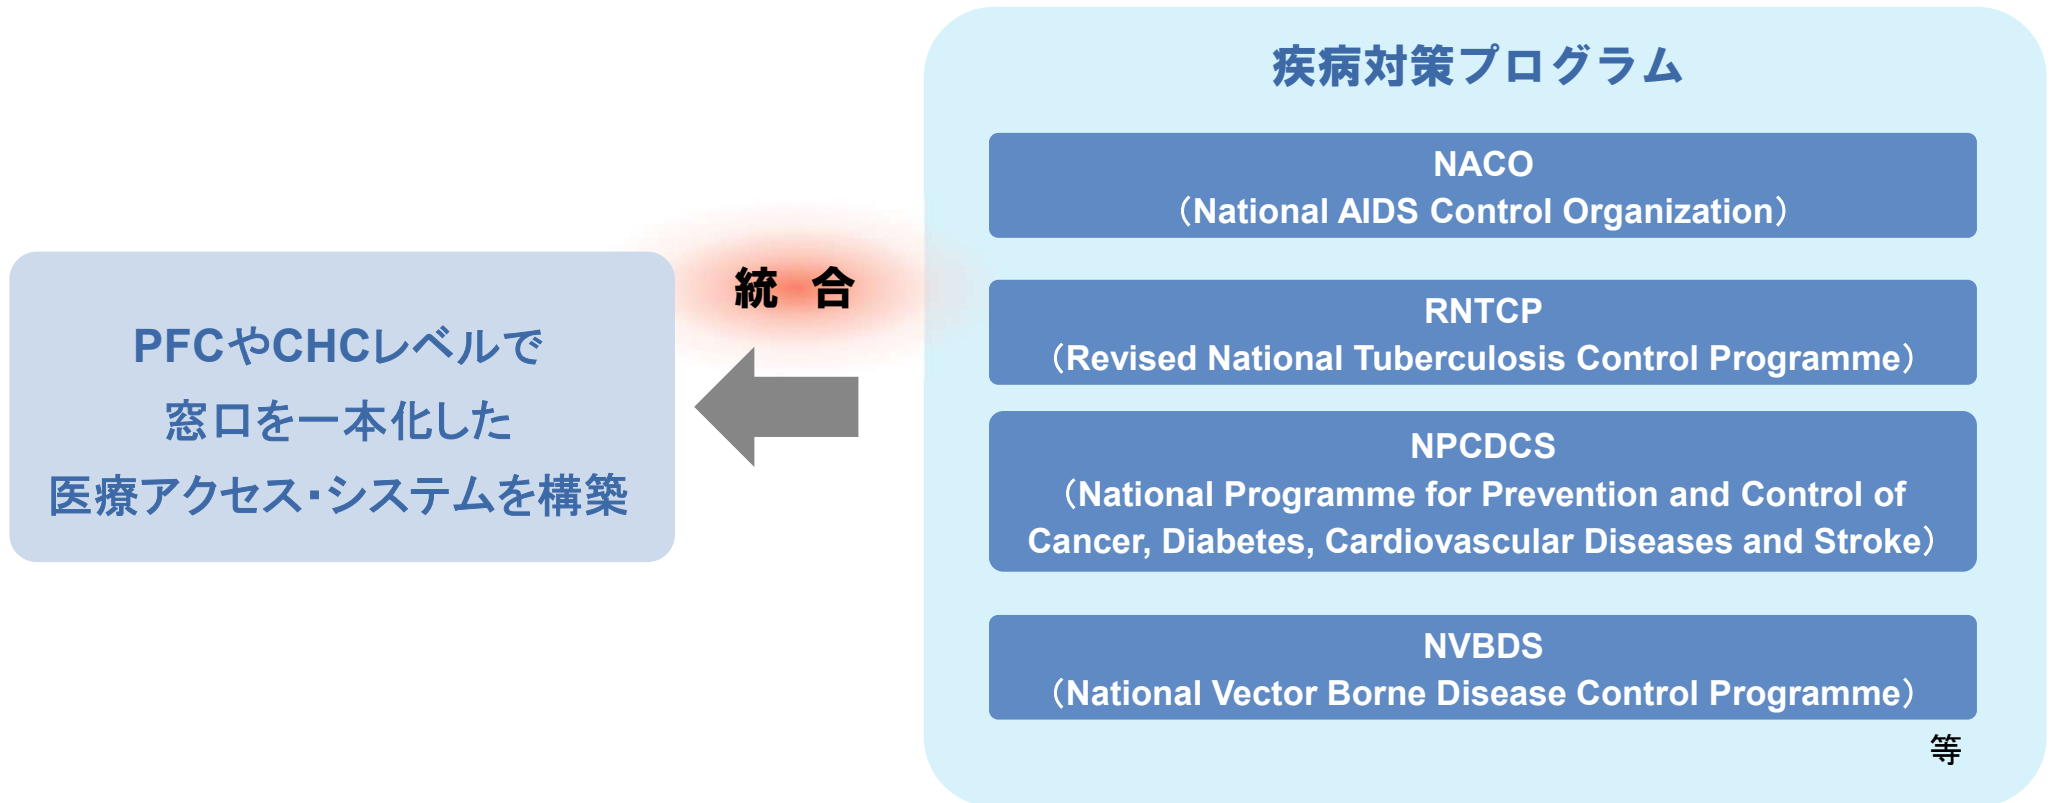 疾病対策プログラム
NACO
（National AIDS Control Organization）
RNTCP
（Revised National Tuberculosis Control Programme）
NPCDCS
（National Programme for Prevention and Control of
Cancer, Diabetes, Cardiovascular Diseases and Stroke）
NVBDS
（National Vector Borne Disease Control Programme）
等
統　合
PFCやCHCレベルで
窓口を一本化した
医療アクセス・システムを構築